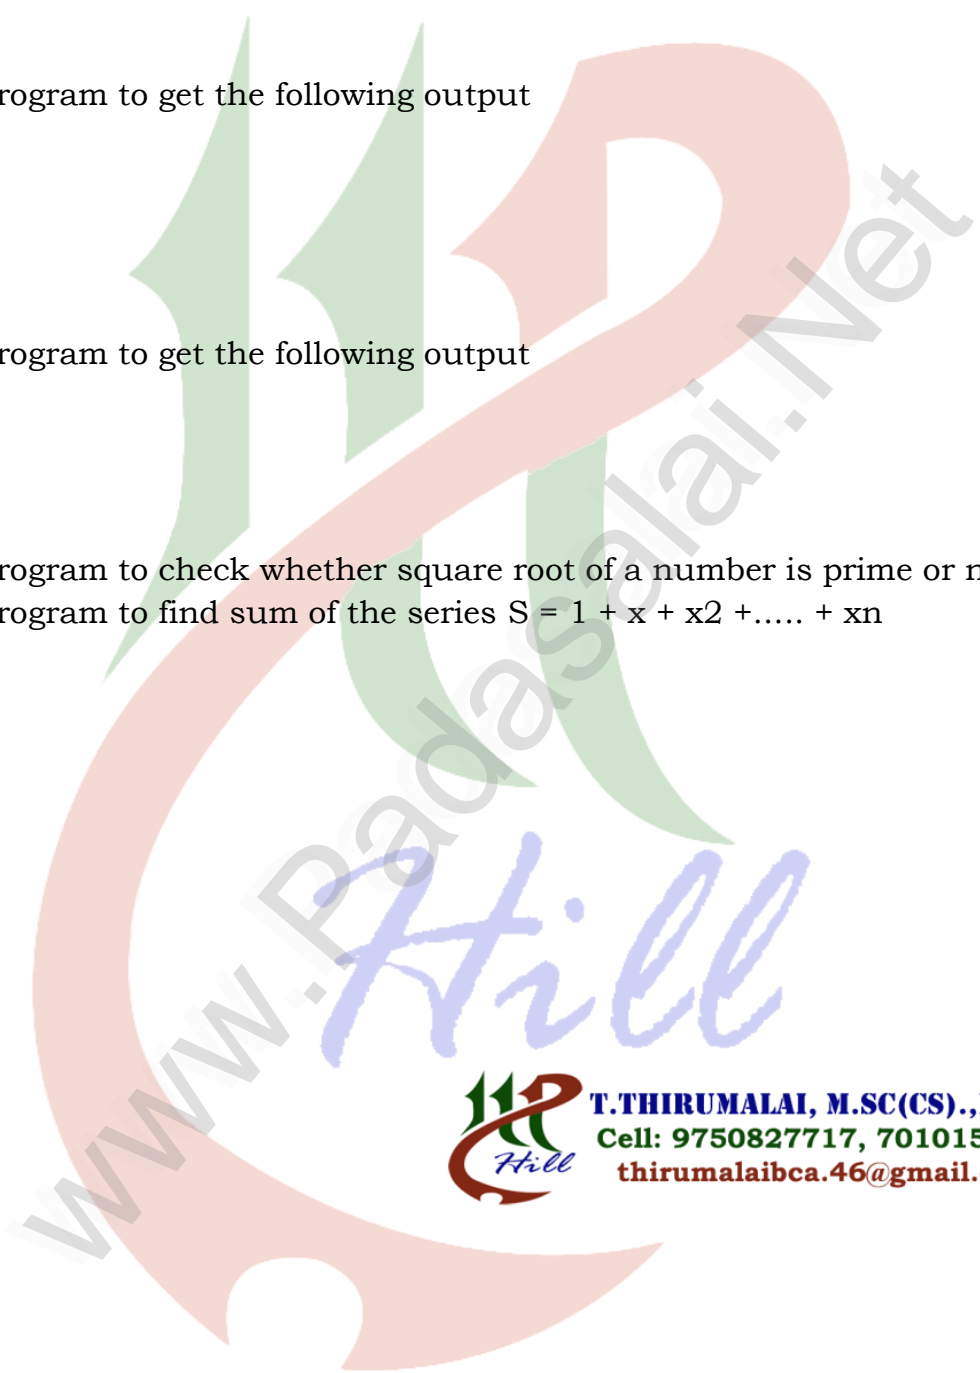 rogram to get the following output
rogram to get the following output
rogram to check whether square root of a number is prime or n
rogram to find sum of the series S = 1 + x + x2 +..... + xn
www.Padasalai.Net
Hill
Hill
T.THIRUMALAI, M.SC(CS).,
Cell: 9750827717, 701015
thirumalaibca.46@gmail.